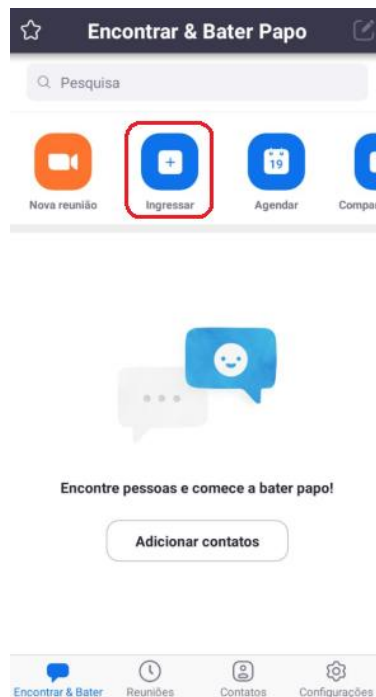 Encontrar & Bater Papo
Pesquisa
19
Nova reunião
Ingressar
Agendar
Compar
Encontre pessoas e comece a bater papo!
Adicionar contatos
Encontrar & Bater
Reuniões
Contatos
Configurações